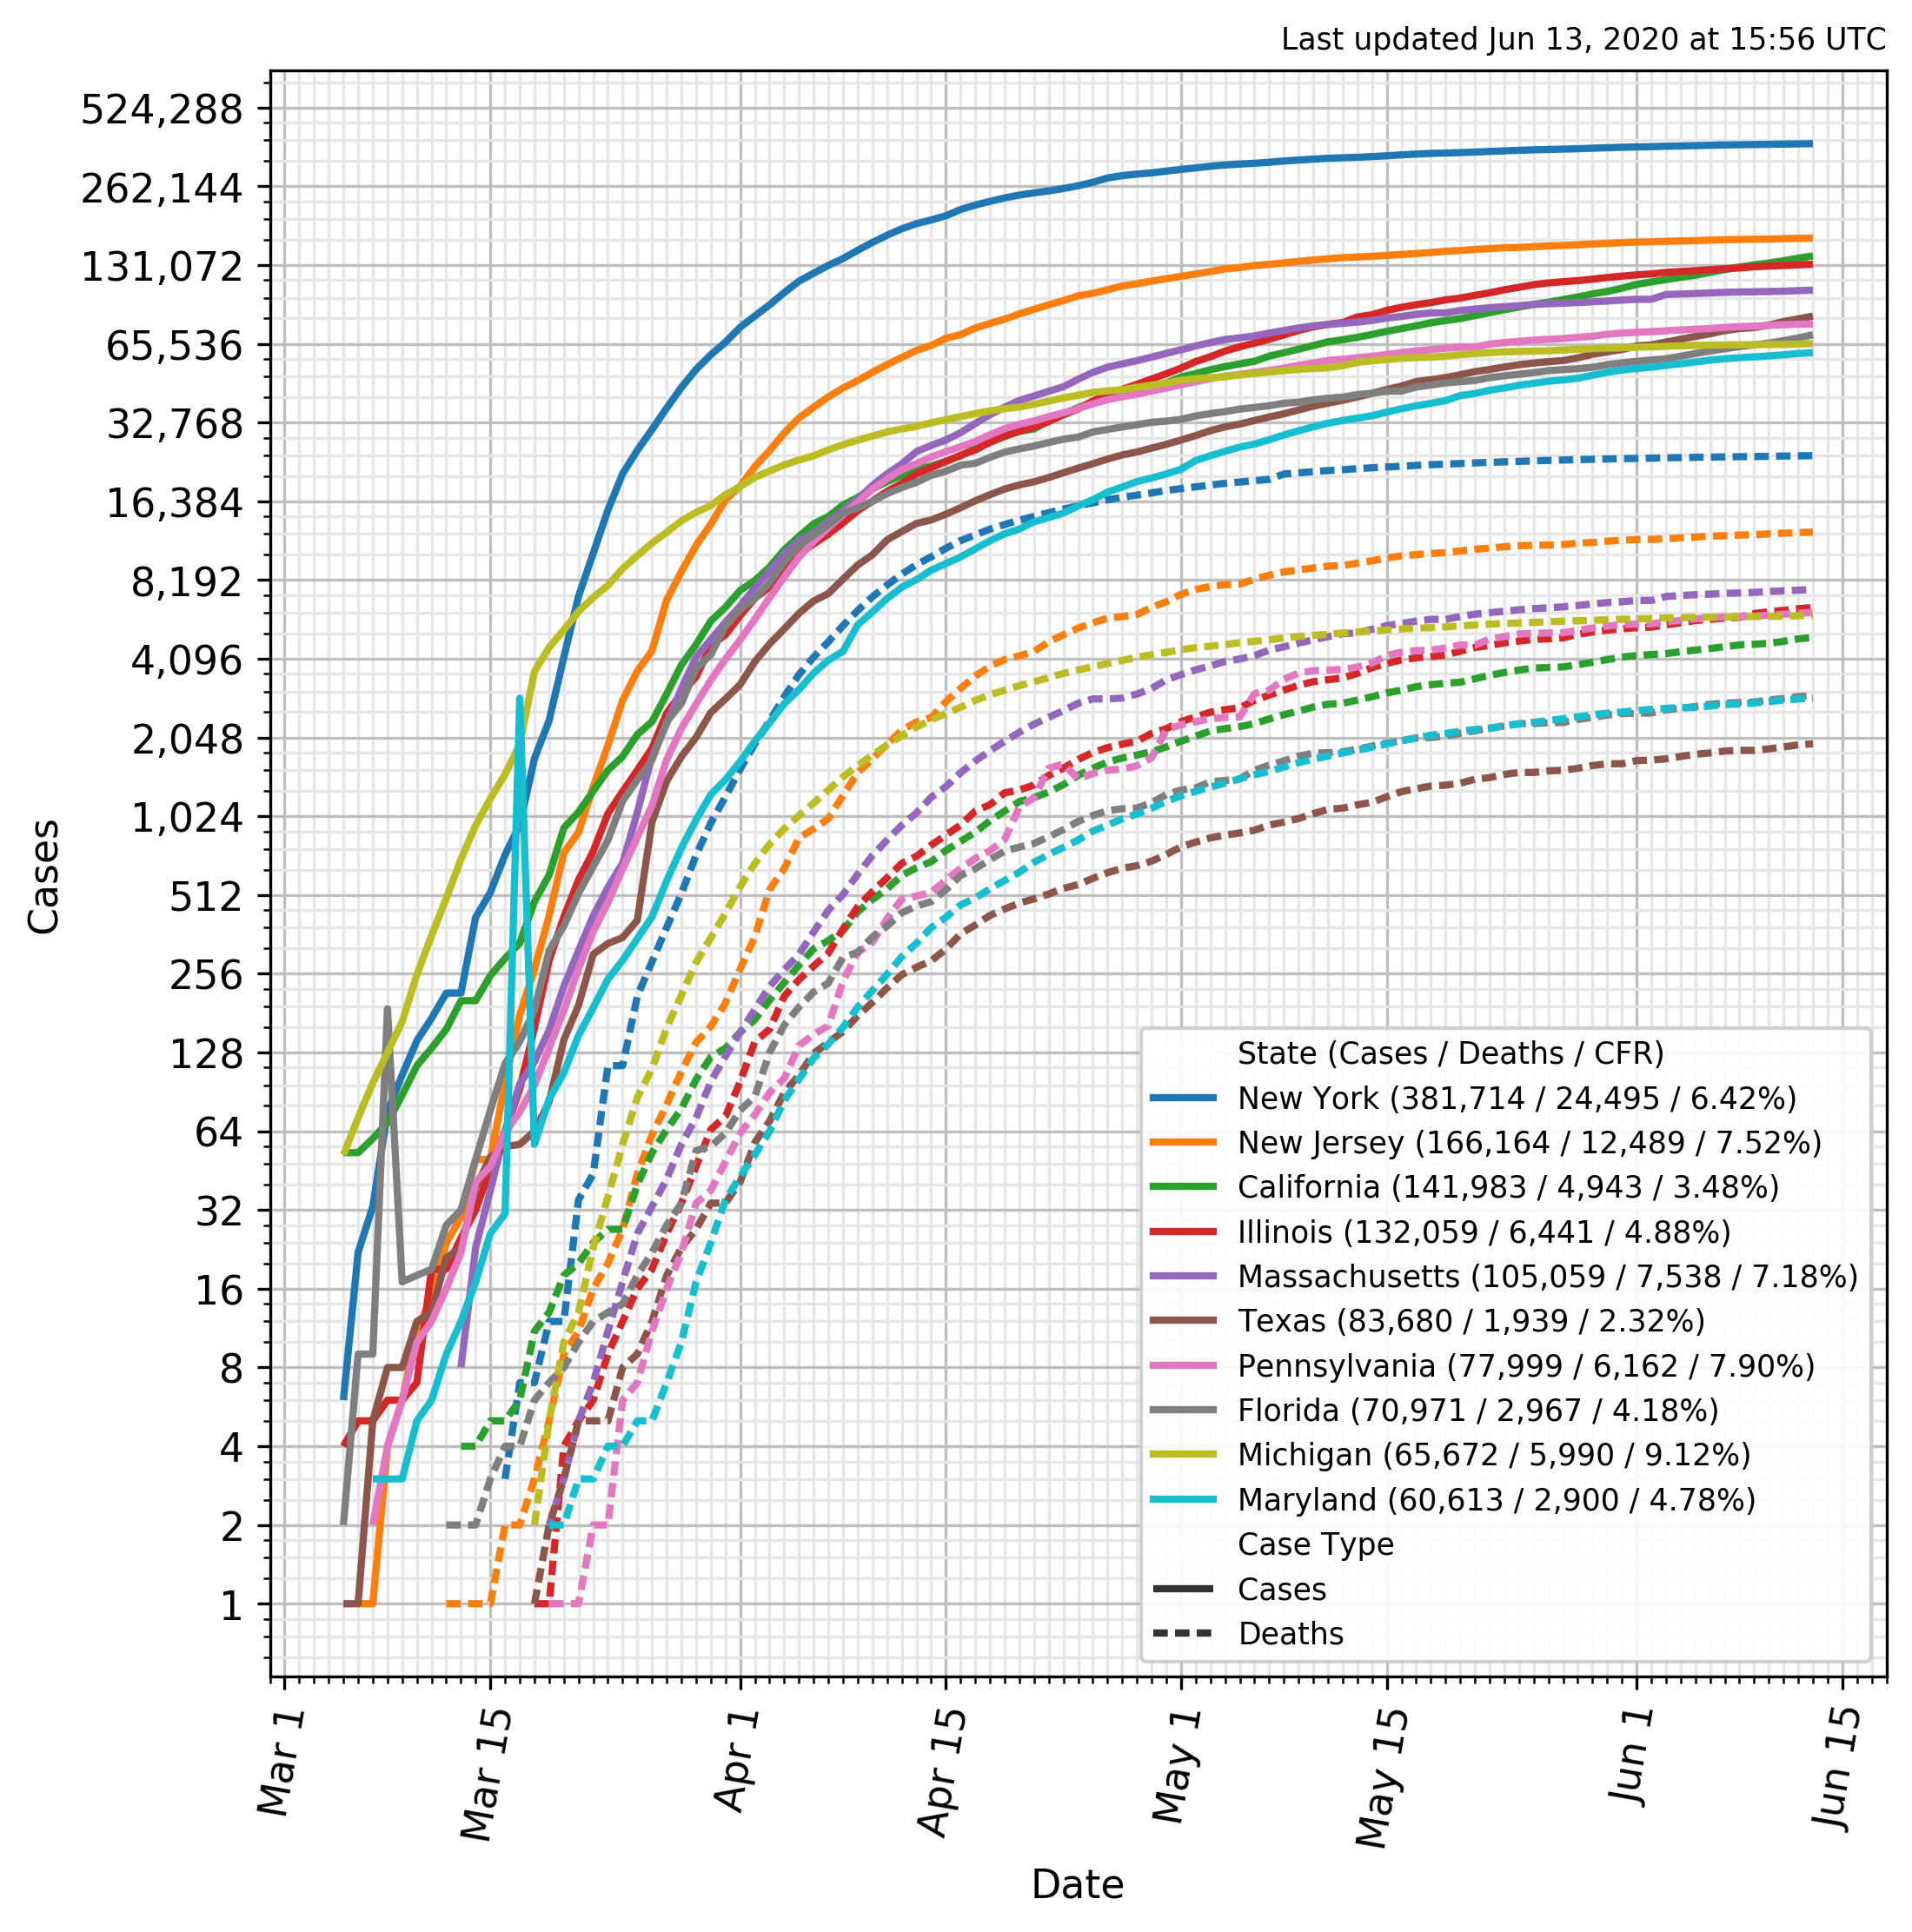 Last updated Jun 13, 2020 at 15:56 UTC
524,288
262,144
131,072
65,536
32,768
16,384
8,192
4,096
2,048
1,024
512
256
128
64
32
16
8
4
2
1
Cases
State (Cases / Deaths / CFR)
New York (381,714 / 24,495 / 6.42%)
New Jersey (166,164 / 12,489 / 7.52%)
California (141,983 / 4,943 / 3.48%)
Illinois (132,059 / 6,441 / 4.88%)
Massachusetts (105,059 / 7,538 / 7.18%)
Texas (83,680 / 1,939 / 2.32%)
Pennsylvania (77,999 / 6,162 / 7.90%)
Florida (70,971 / 2,967 / 4.18%)
Michigan (65,672 / 5,990 / 9.12%)
Maryland (60,613 / 2,900 / 4.78%)
Case Type
Cases
Deaths
Mar 1
Mar 15
Apr 1
Apr 15
May 1
May 15
Jun 1
Jun 15
Date